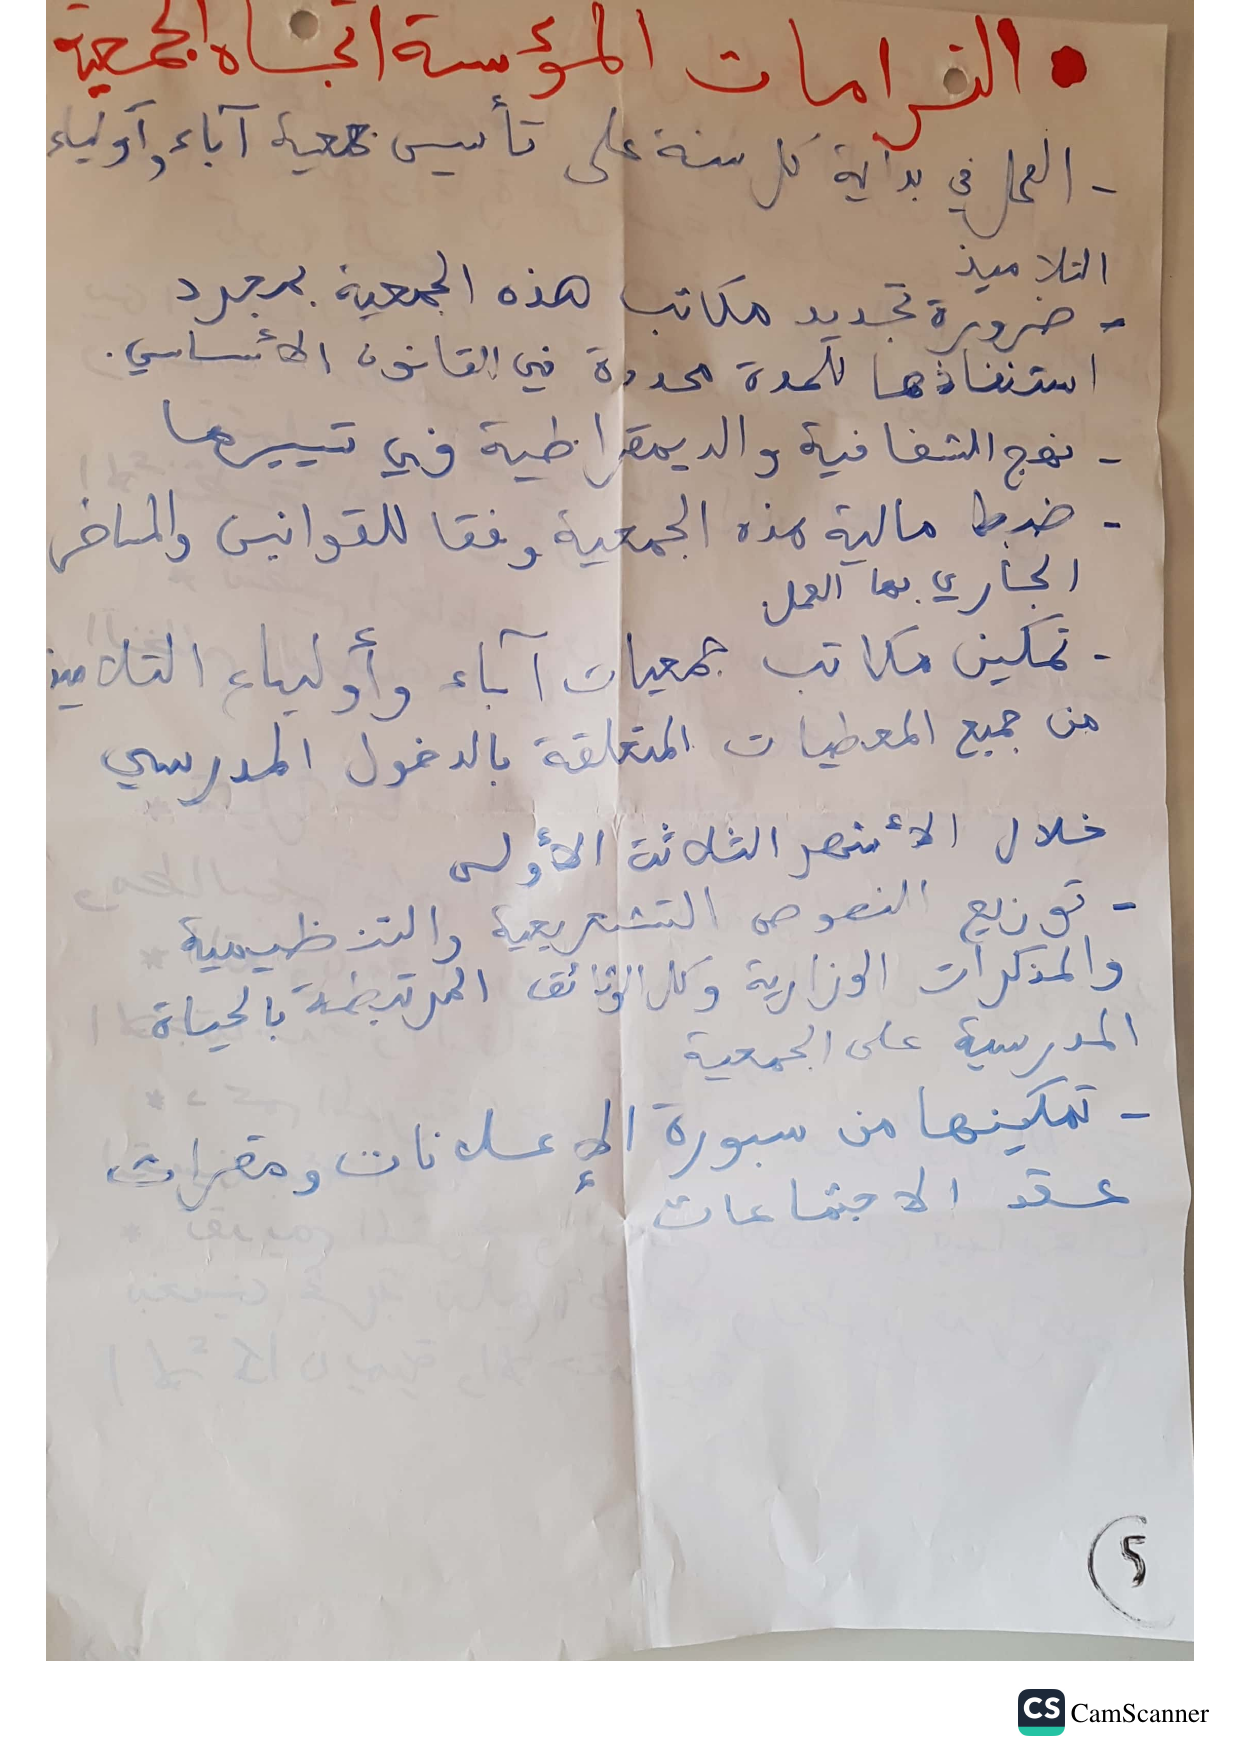 • التزامات المؤسسة اتجاه الجمعية
- العمل في بداية كل سنة على تأسيس جمعية آباء وأولياء
التلاميذ
- ضرورة تجديد مكاتب هذه الجمعية بمجرد
استنفاذها للمدة محددة في القانون الأساسي.
- نهج الشفافية والديمقراطية في تسييرها
- ضبط مالية هذه الجمعية وفقا للقوانين والمساطر
الجاري بها العمل.
- تمكين مكاتب جمعيات آباء وأولياء التلاميذ
من جميع المعطيات المتعلقة بالدخول المدرسي
خلال الأشهر الثلاثة الأولى
- توزيع النصوص التشريعية والتنظيمية
والمذكرات الوزارية وكل الوثائق المرتبطة بالحياة
المدرسية على الجمعية
- تمكينها من سبورة الإعلانات ومقرات
عقد الاجتماعات
5
CS CamScanner